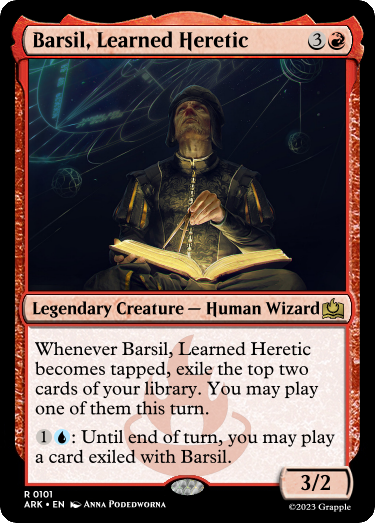 Barsil, Learned Heretic 3
Legendary Creature — Human Wizard
Whenever Barsil, Learned Heretic
becomes tapped, exile the top two
cards of your library. You may play
one of them this turn.
1 : Until end of turn, you may play
a card exiled with Barsil.
3/2
R 0101
ARK • EN Anna Podedworna
©2023 Grapple